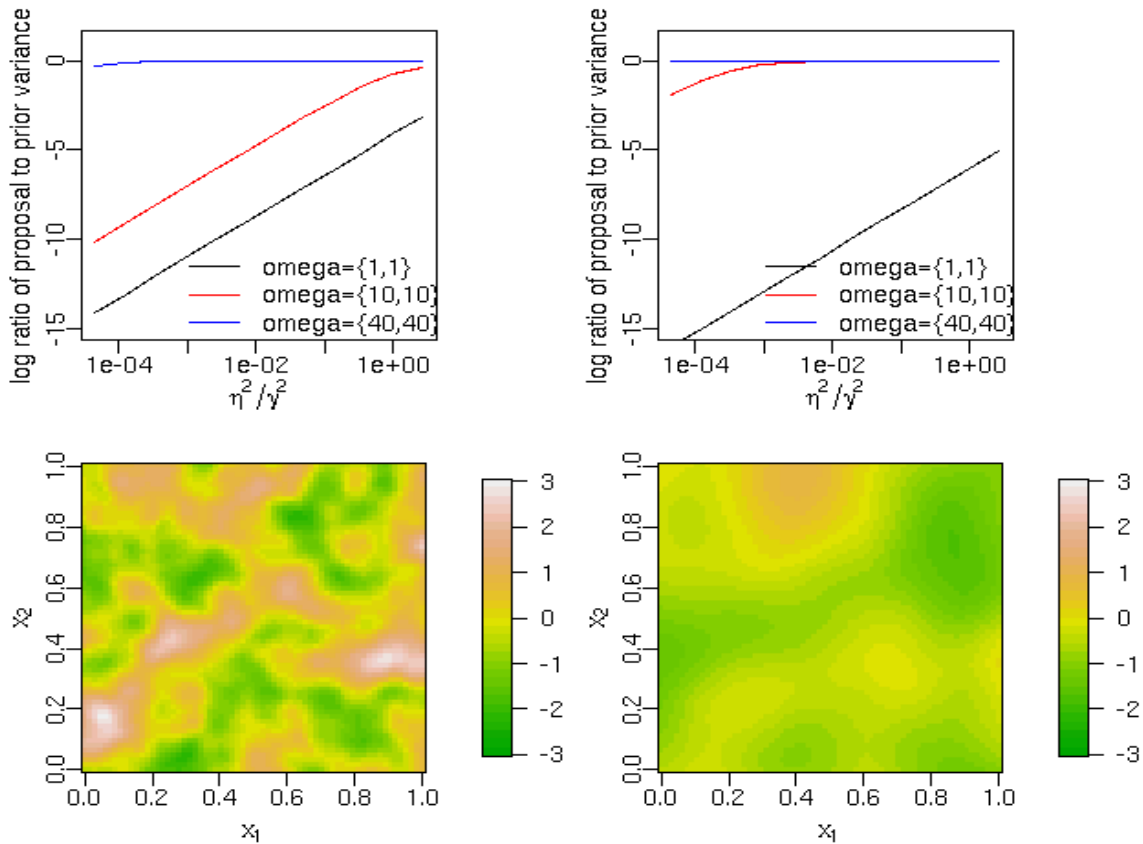 log ratio of proposal to prior variance
0
-5
-10
-15
omega={1,1}
omega={10,10}
omega={40,40}
1e-04
1e-02
1e+00
η^2/γ^2
log ratio of proposal to prior variance
0
-5
-10
-15
omega={1,1}
omega={10,10}
omega={40,40}
1e-04
1e-02
1e+00
η^2/γ^2
x2
1.0
0.8
0.6
0.4
0.2
0.0
0.0 0.2 0.4 0.6 0.8 1.0
x1
3
2
1
0
-1
-2
-3
x2
1.0
0.8
0.6
0.4
0.2
0.0
0.0 0.2 0.4 0.6 0.8 1.0
x1
3
2
1
0
-1
-2
-3